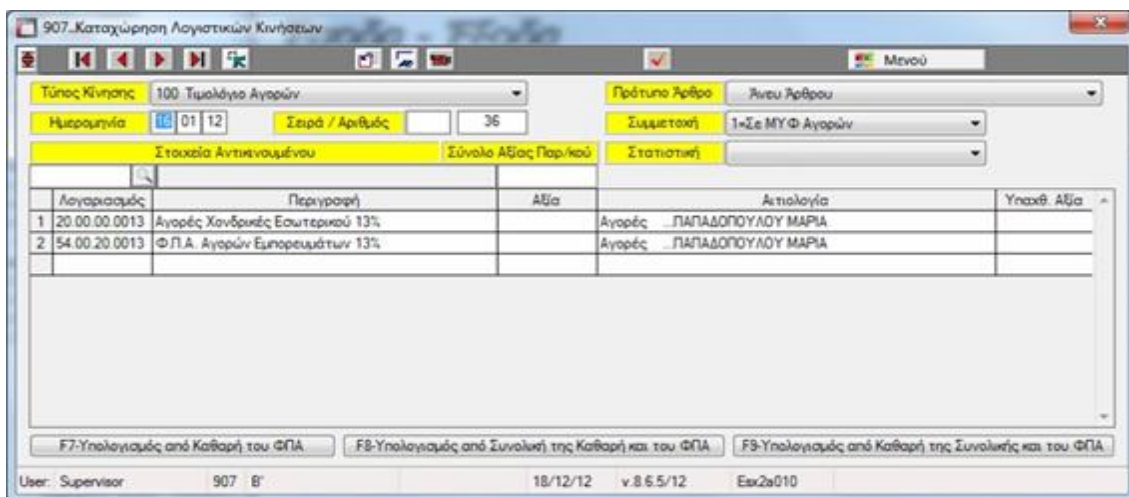 907..Καταχώρηση Λογιστικών Κινήσεων
Μενού
Τύπος Κίνησης 100 Τιμολόγιο Αγορών Πρότυπο Άρθρο Άνευ Άρθρου
Ημερομηνία 16 01 12 Σειρά / Αριθμός 36 Συμμετοχή 1=Σε ΜΥΦ Αγορών
Στοιχεία Αντικινουμένου Σύνολο Αξίας Παρ/κού Στατιστική
Λογαριασμός Περιγραφή Αξία Αιτιολογία Υπαχθ. Αξία
1 20.00.00.0013 Αγορές Χονδρικές Εσωτερικού 13% Αγορές ...ΠΑΠΑΔΟΠΟΥΛΟΥ ΜΑΡΙΑ
2 54.00.20.0013 Φ.Π.Α. Αγορών Εμπορευμάτων 13% Αγορές ...ΠΑΠΑΔΟΠΟΥΛΟΥ ΜΑΡΙΑ
F7-Υπολογισμός από Καθαρή του ΦΠΑ F8-Υπολογισμός από Συνολική της Καθαρή και του ΦΠΑ F9-Υπολογισμός από Καθαρή της Συνολικής και του ΦΠΑ
User: Supervisor 907 Β' 18/12/12 v.8.6.5/12 Esx2a010